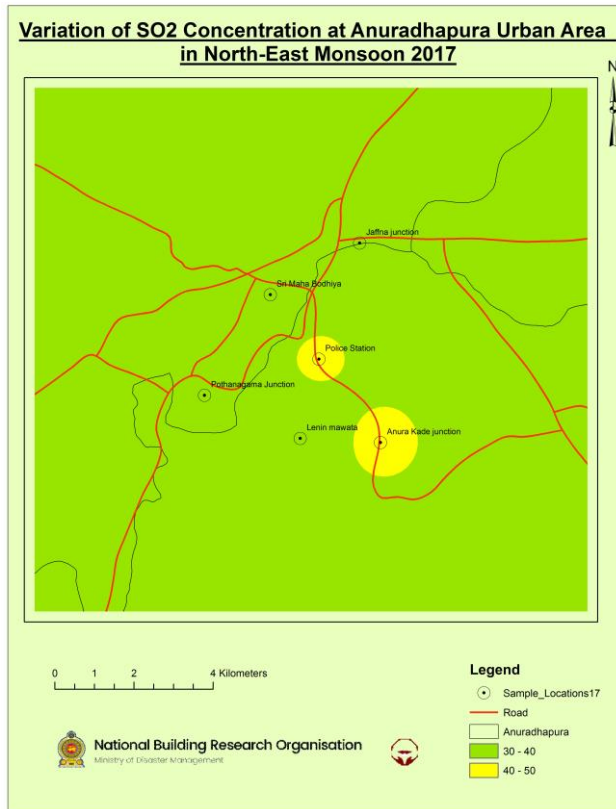 Variation of SO2 Concentration at Anuradhapura Urban Area
in North-East Monsoon 2017
N
Jaffna junction
Sri Maha Bodhiya
Police Station
Pothanagama Junction
Lenin mawata
Anura Kade junction
0 1 2 4 Kilometers
Legend
Sample_Locations17
Road
Anuradhapura
30 - 40
40 - 50
National Building Research Organisation
Ministry of Disaster Management